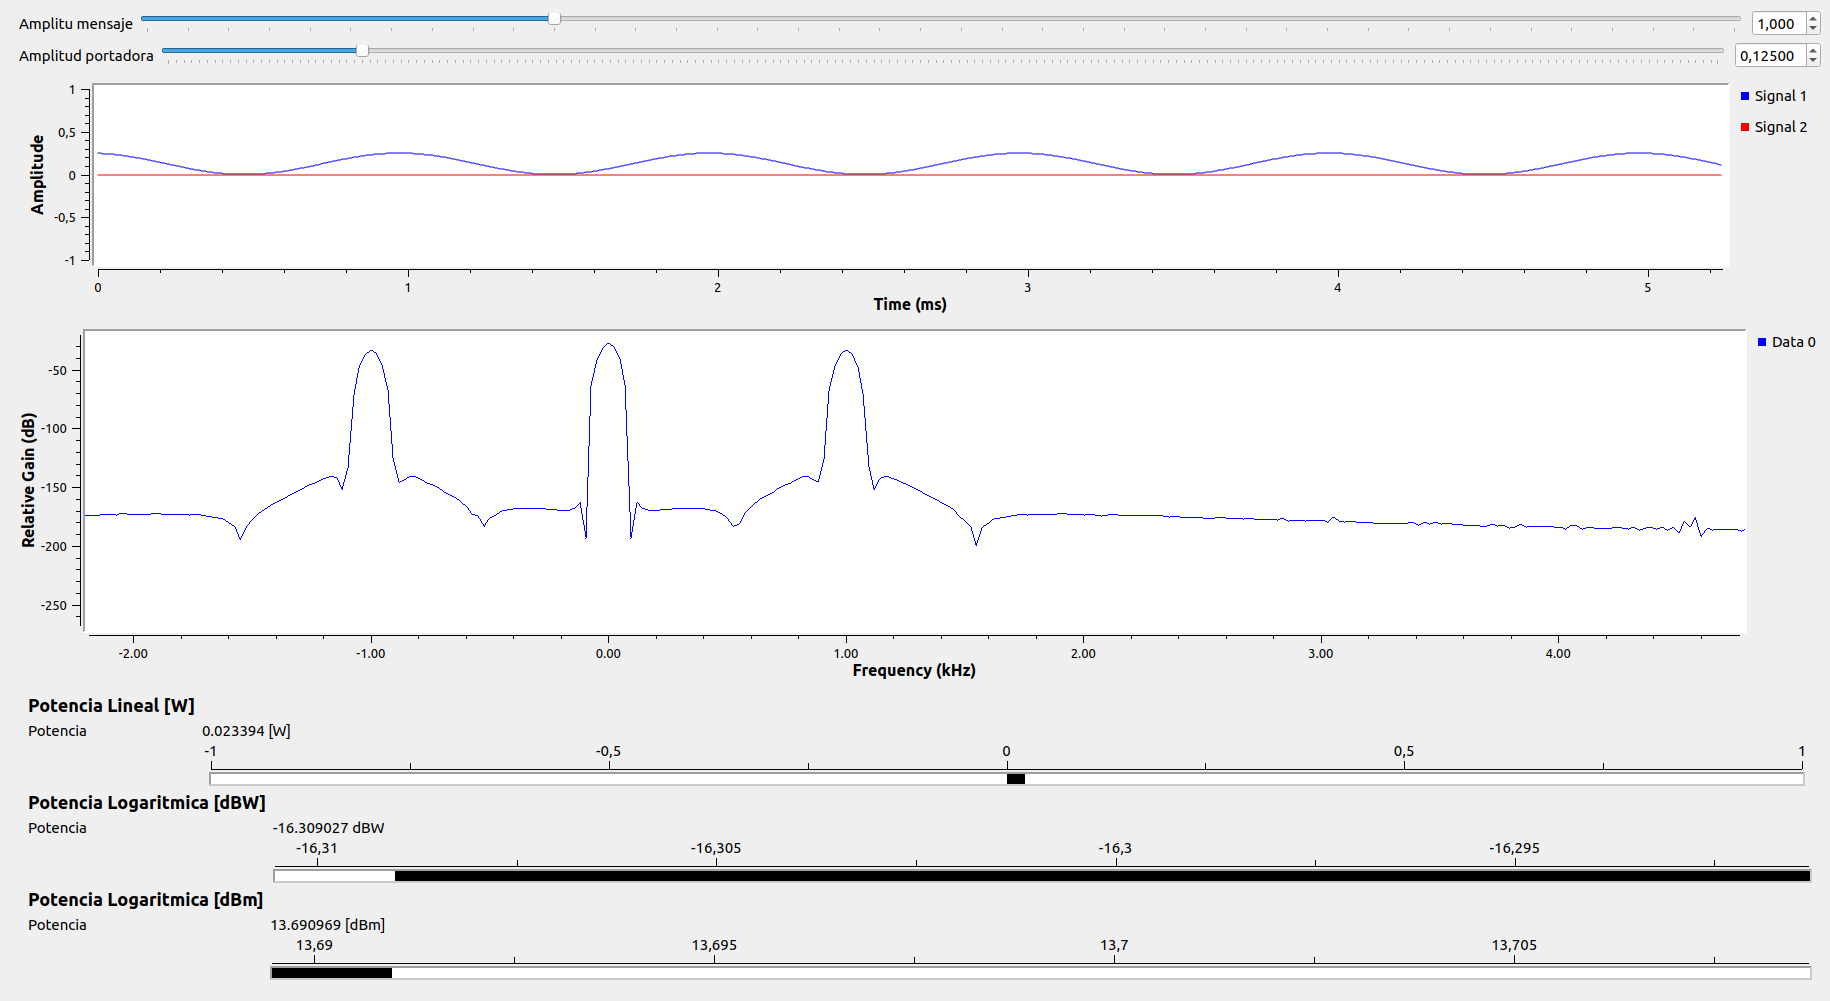 Amplitu mensaje 1,000
Amplitud portadora 0,12500
Signal 1
Signal 2
Amplitude
1
0,5
0
-0,5
-1
0 1 2 3 4 5
Time (ms)
Data 0
Relative Gain (dB)
-50
-100
-150
-200
-250
-2.00 -1.00 0.00 1.00 2.00 3.00 4.00
Frequency (kHz)
Potencia Lineal [W]
Potencia 0.023394 [W]
-1 -0,5 0 0,5 1
Potencia Logaritmica [dBW]
Potencia -16.309027 dBW
-16,31 -16,305 -16,3 -16,295
Potencia Logaritmica [dBm]
Potencia 13.690969 [dBm]
13,69 13,695 13,7 13,705